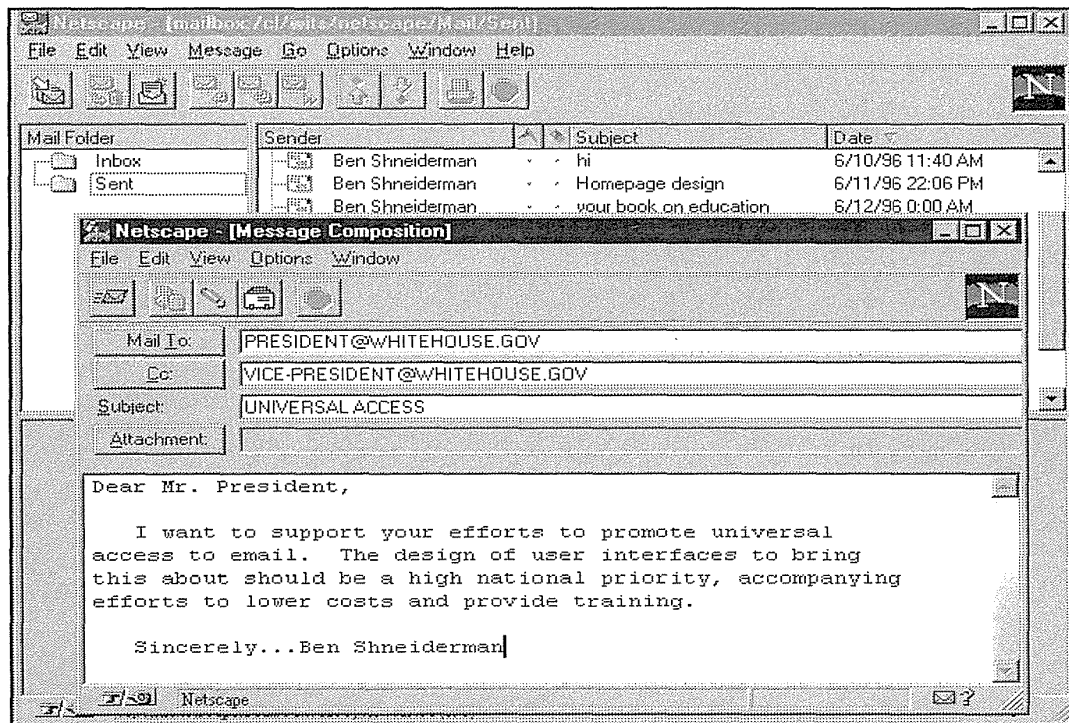 Netscape - [mailbox:/cl/wits/netscape/Mail/Sent]
File Edit View Message Go Options Window Help
N
Mail Folder Sender Subject Date
Inbox Ben Shneiderman hi 6/10/96 11:40 AM
Sent Ben Shneiderman Homepage design 6/11/96 22:06 PM
Ben Shneiderman your book on education 6/12/96 0:00 AM
Netscape - [Message Composition]
File Edit View Options Window
N
Mail To: PRESIDENT@WHITEHOUSE.GOV
Cc: VICE-PRESIDENT@WHITEHOUSE.GOV
Subject: UNIVERSAL ACCESS
Attachment:
Dear Mr. President,
I want to support your efforts to promote universal
access to email. The design of user interfaces to bring
this about should be a high national priority, accompanying
efforts to lower costs and provide training.
Sincerely...Ben Shneiderman
Netscape
?